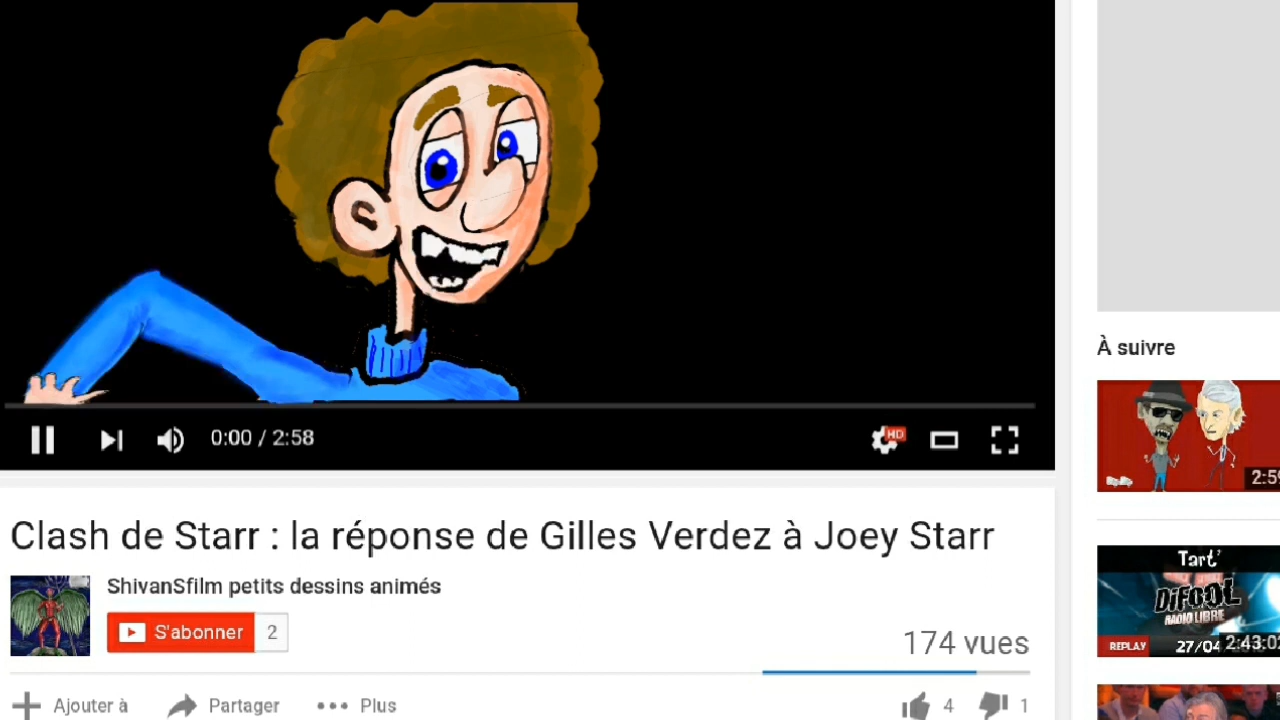 HD
0:00 / 2:58
À suivre
Clash de Starr : la réponse de Gilles Verdez à Joey Starr
ShivanSfilm petits dessins animés
S'abonner 2
174 vues
Ajouter à Partager Plus
4 1
2:59
Tart'
DiFOOL
RADIO LIBRE
REPLAY 27/04 2:43:02